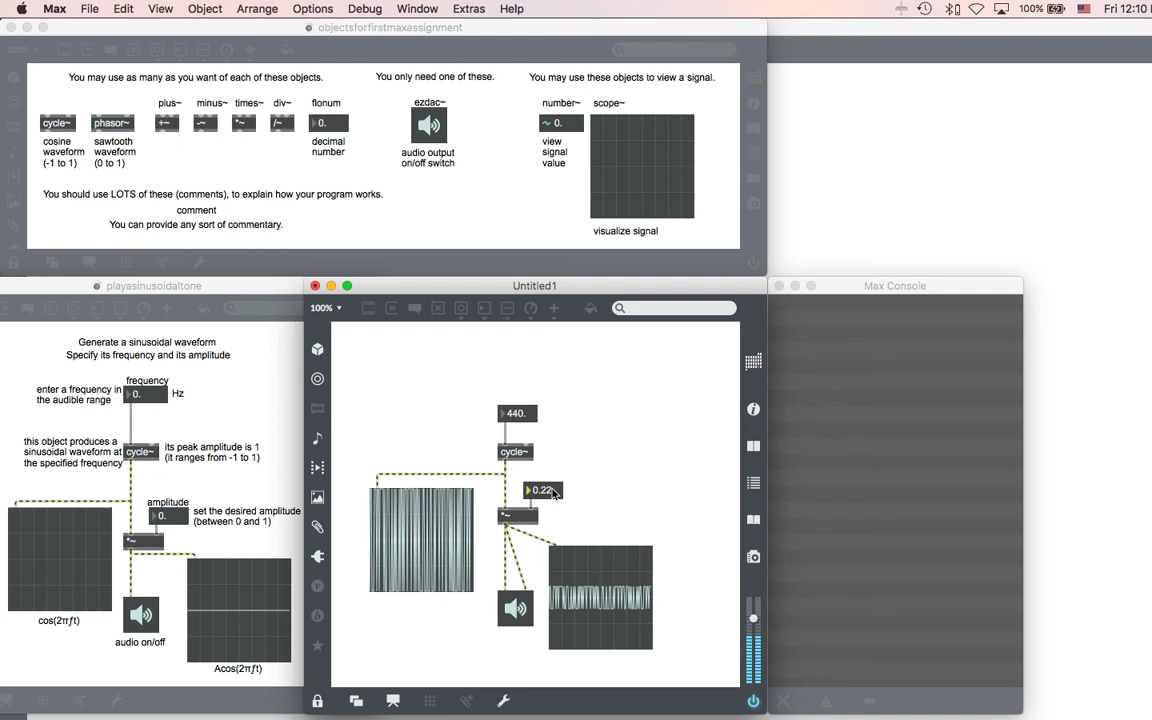 Max File Edit View Object Arrange Options Debug Window Extras Help 100% Fri 12:10
objectsforfirstmaxassignment
100%
You may use as many as you want of each of these objects.
You only need one of these.
You may use these objects to view a signal.
plus~ minus~ times~ div~ flonum
ezdac~
number~ scope~
cycle~ phasor~ +~ -~ *~ /~ 0.
~ 0.
cosine
waveform
(-1 to 1)
sawtooth
waveform
(0 to 1)
decimal
number
audio output
on/off switch
view
signal
value
You should use LOTS of these (comments), to explain how your program works.
comment
You can provide any sort of commentary.
visualize signal
playasinusoidaltone
Generate a sinusoidal waveform
Specify its frequency and its amplitude
frequency
enter a frequency in
the audible range
0. Hz
this object produces a
sinusoidal waveform at
the specified frequency
cycle~
its peak amplitude is 1
(it ranges from -1 to 1)
amplitude
0.
set the desired amplitude
(between 0 and 1)
*~
cos(2πƒt)
audio on/off
Acos(2πƒt)
Untitled1
100%
440.
cycle~
0.22
*~
Max Console